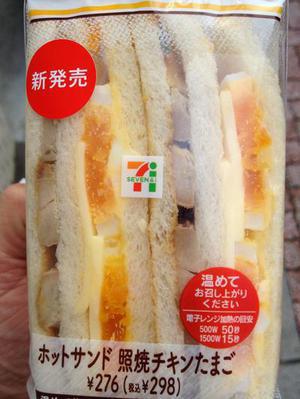 新発売
SEVEN & i
温めて
お召し上がり
ください
電子レンジ加熱の目安
500W 50秒
1500W 15秒
ホットサンド 照焼チキンたまご
¥276(税込¥298)